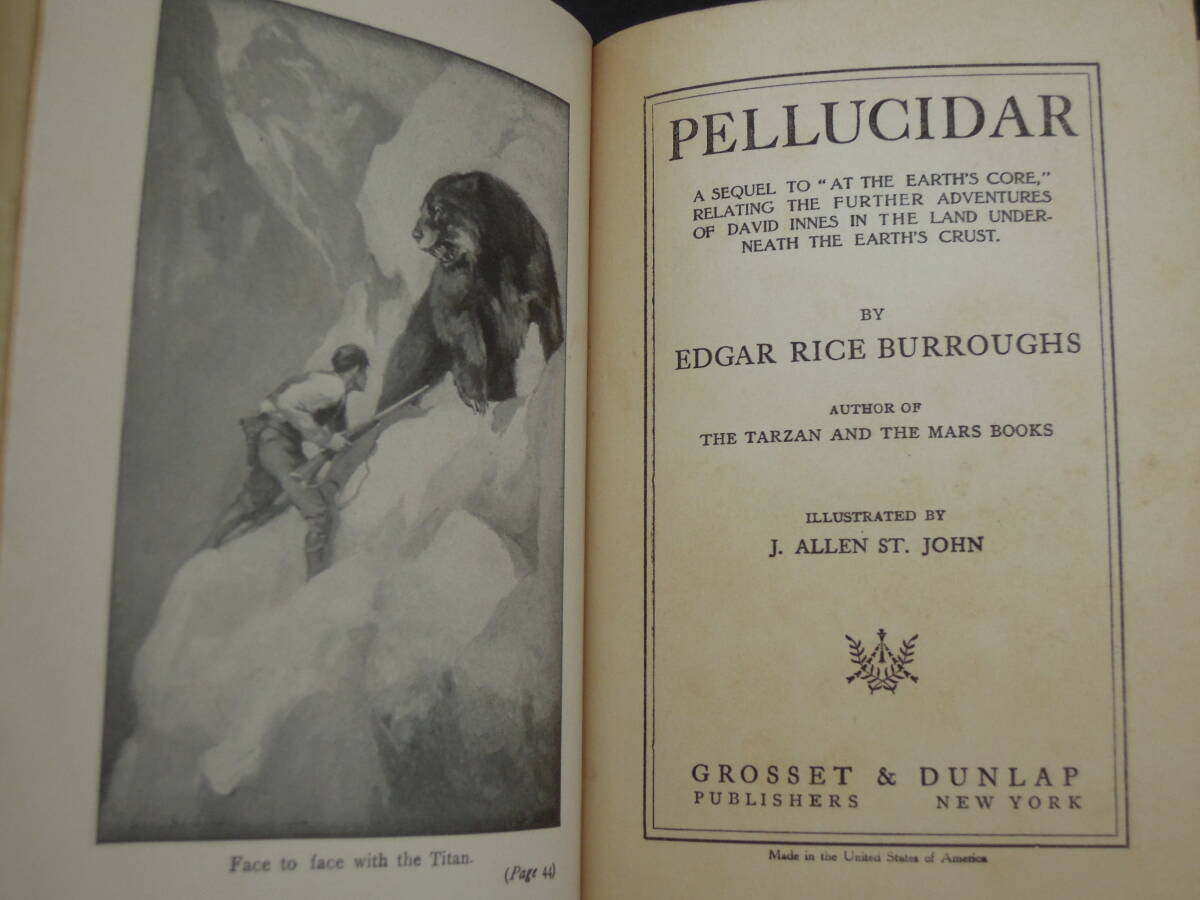 Face to face with the Titan.
(Page 44)
PELLUCIDAR
A SEQUEL TO "AT THE EARTH'S CORE,"
RELATING THE FURTHER ADVENTURES
OF DAVID INNES IN THE LAND UNDER-
NEATH THE EARTH'S CRUST.
BY
EDGAR RICE BURROUGHS
AUTHOR OF
THE TARZAN AND THE MARS BOOKS
ILLUSTRATED BY
J. ALLEN ST. JOHN
GROSSET & DUNLAP
PUBLISHERS NEW YORK
Made in the United States of America